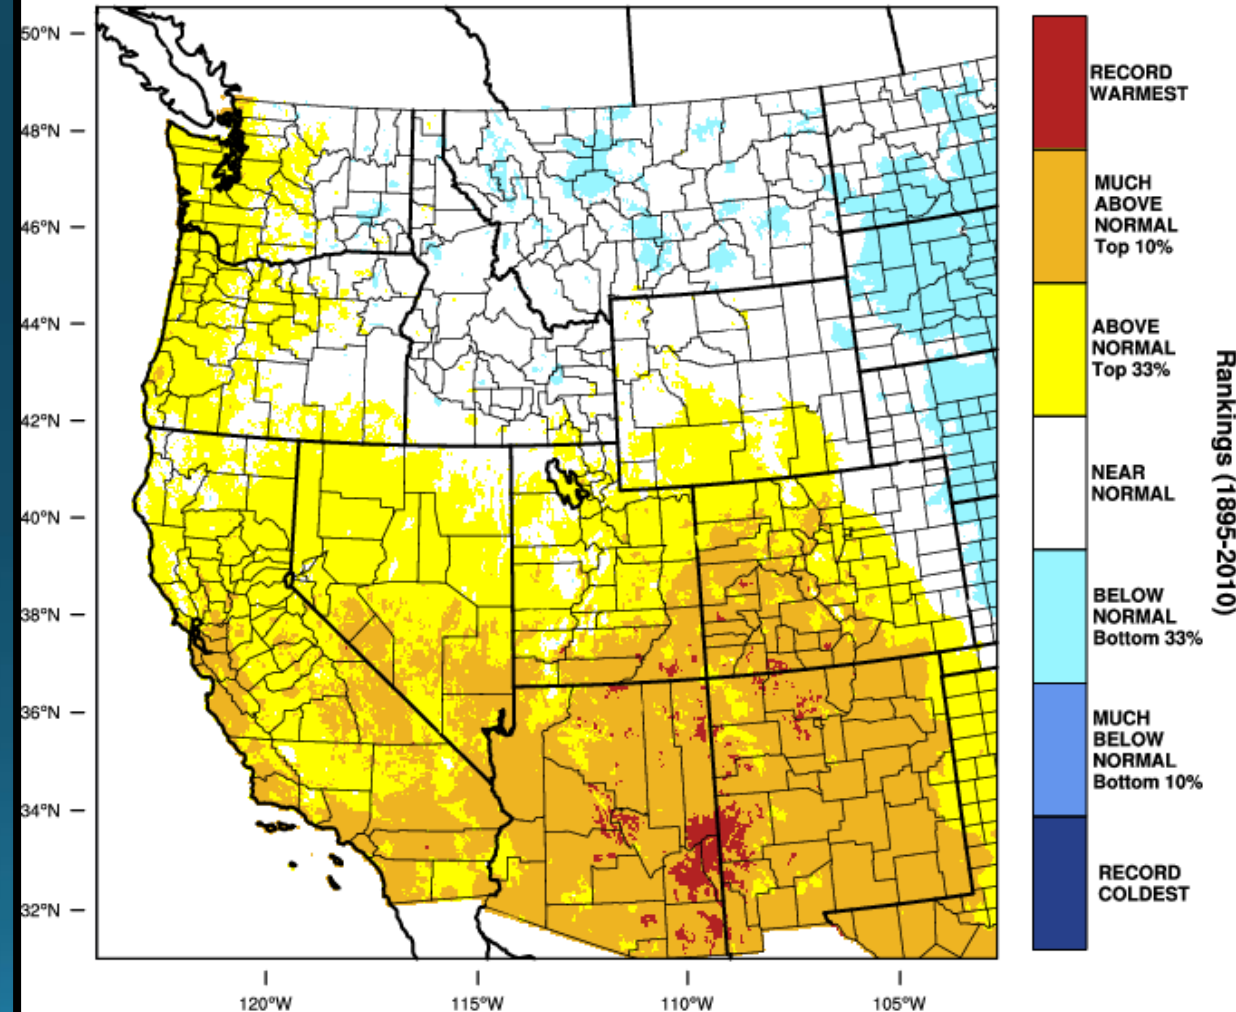 50°N
48°N
46°N
44°N
42°N
40°N
38°N
36°N
34°N
32°N
120°W
115°W
110°W
105°W
RECORD
WARMEST
MUCH
ABOVE
NORMAL
Top 10%
ABOVE
NORMAL
Top 33%
NEAR
NORMAL
BELOW
NORMAL
Bottom 33%
MUCH
BELOW
NORMAL
Bottom 10%
RECORD
COLDEST
Rankings (1895-2010)